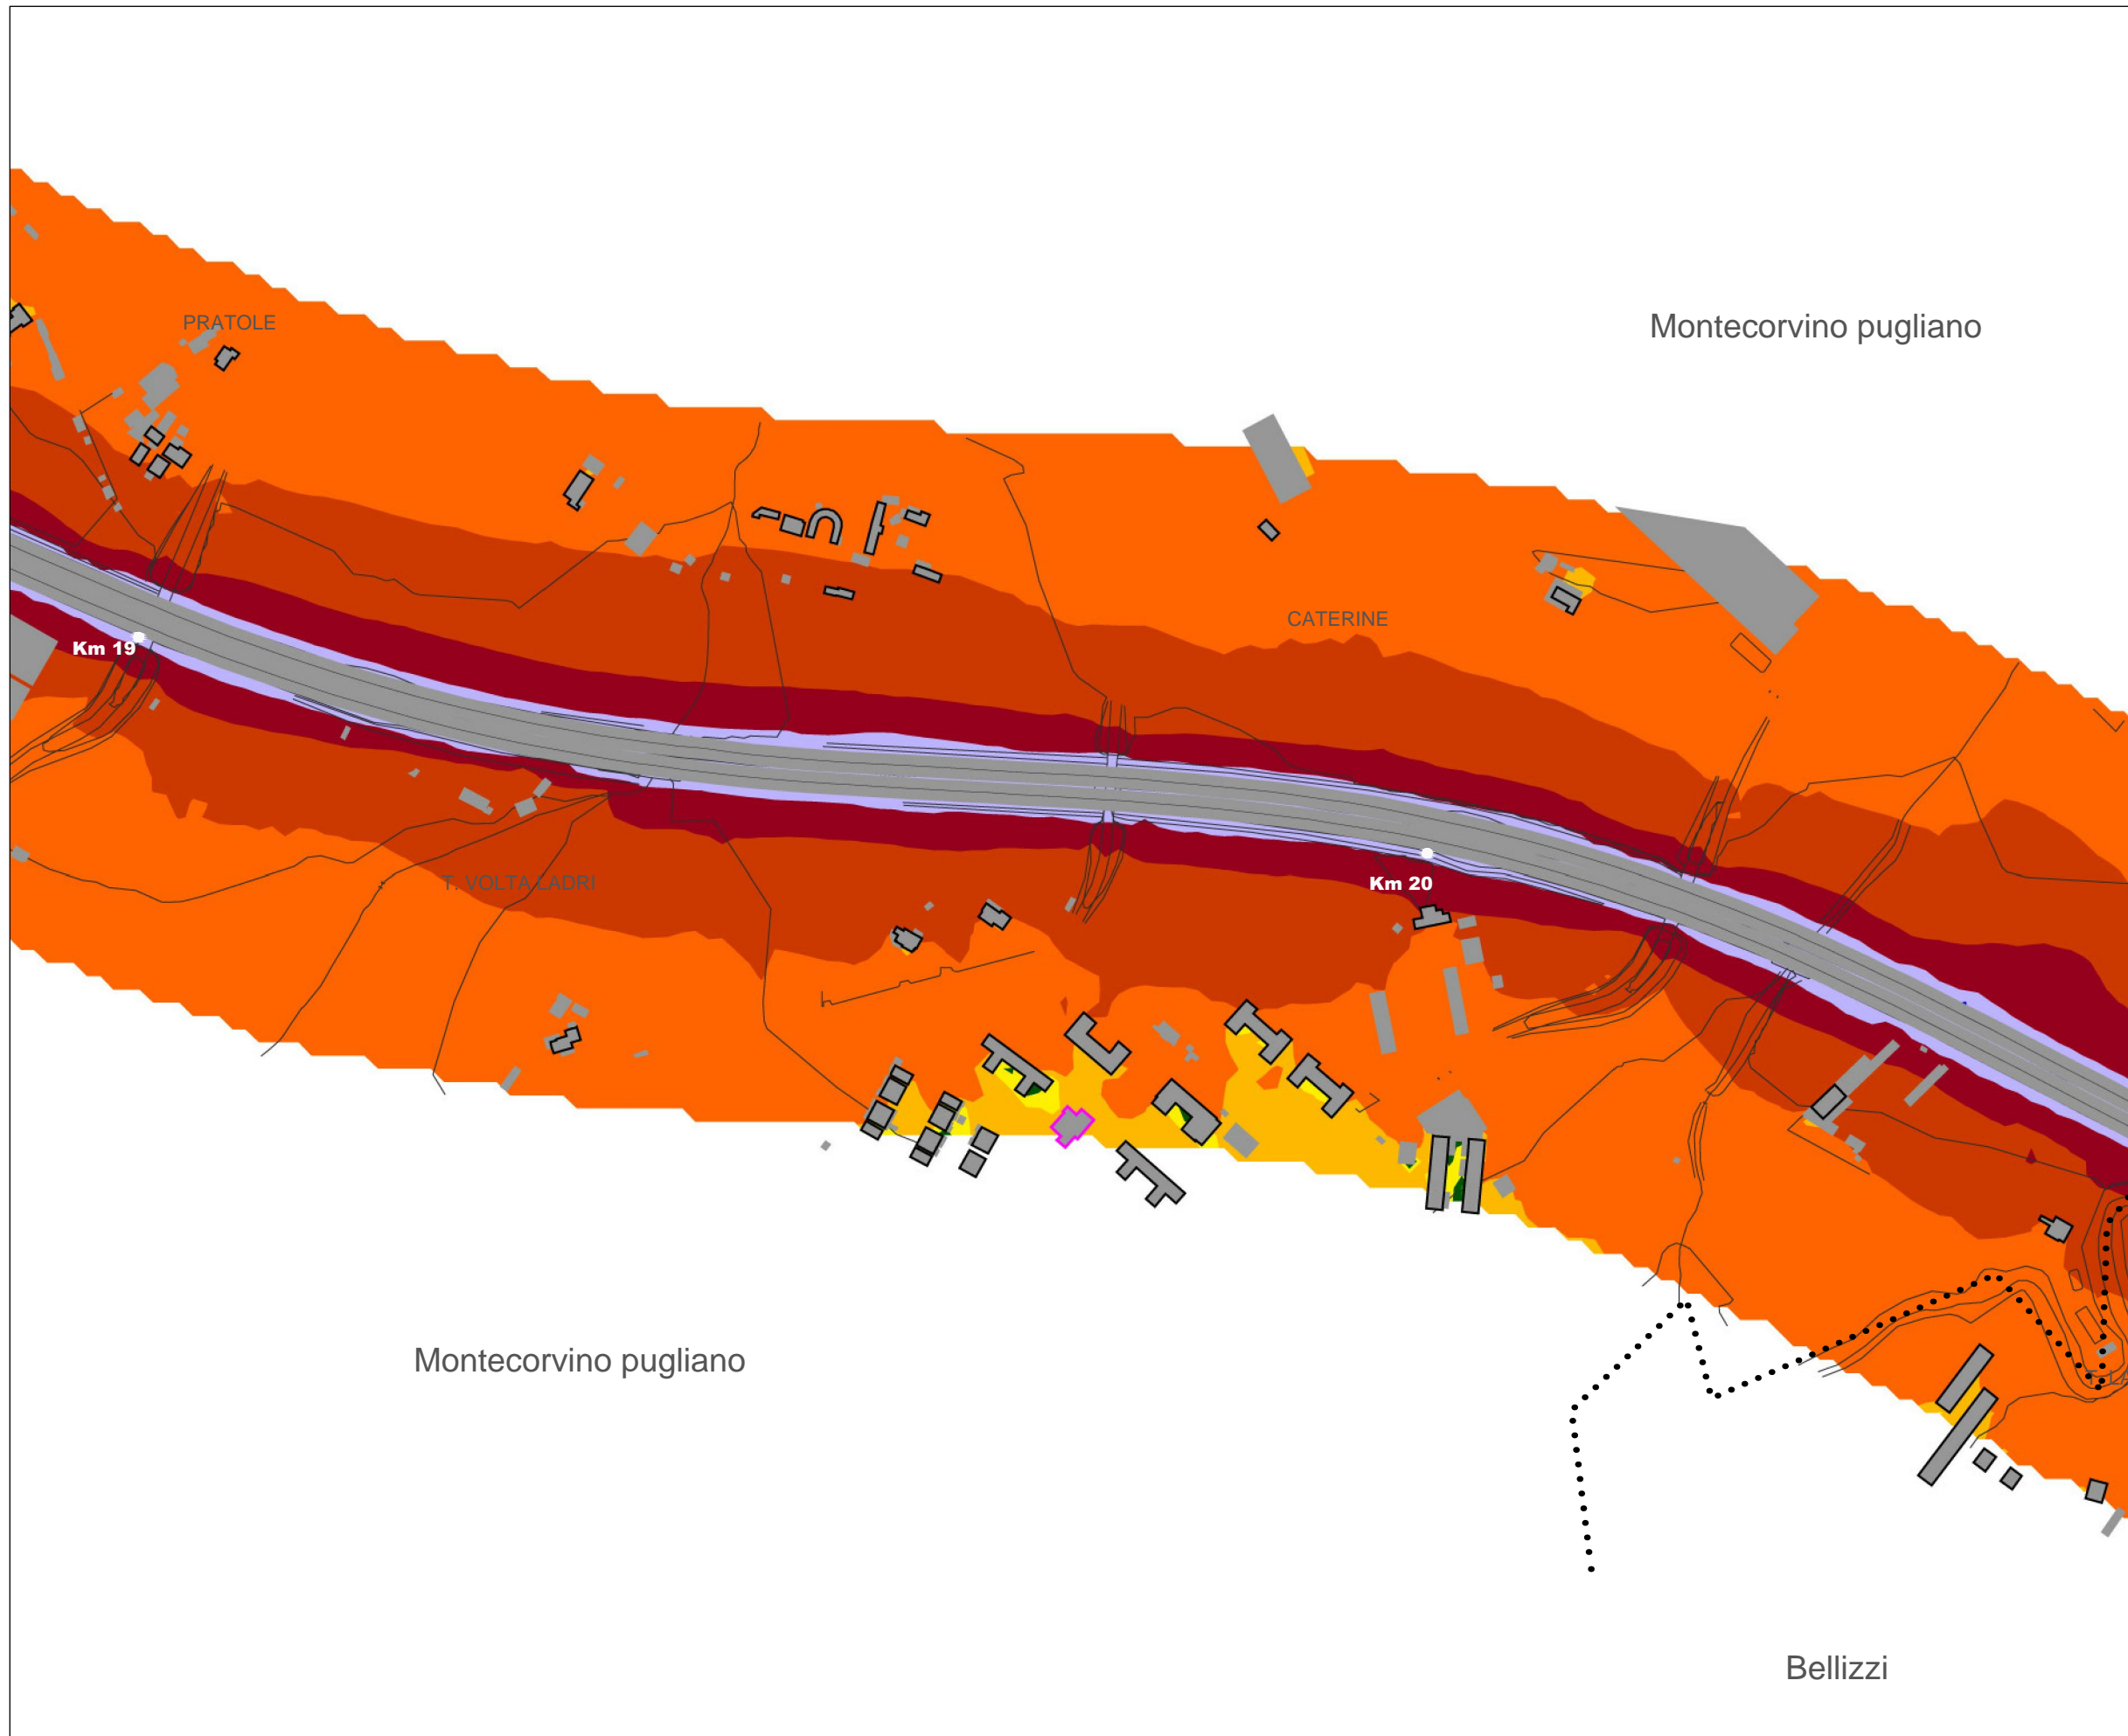 PRATOLE
Montecorvino pugliano
CATERINE
Km 19
T. VOLTA LADRI
Km 20
Montecorvino pugliano
Bellizzi